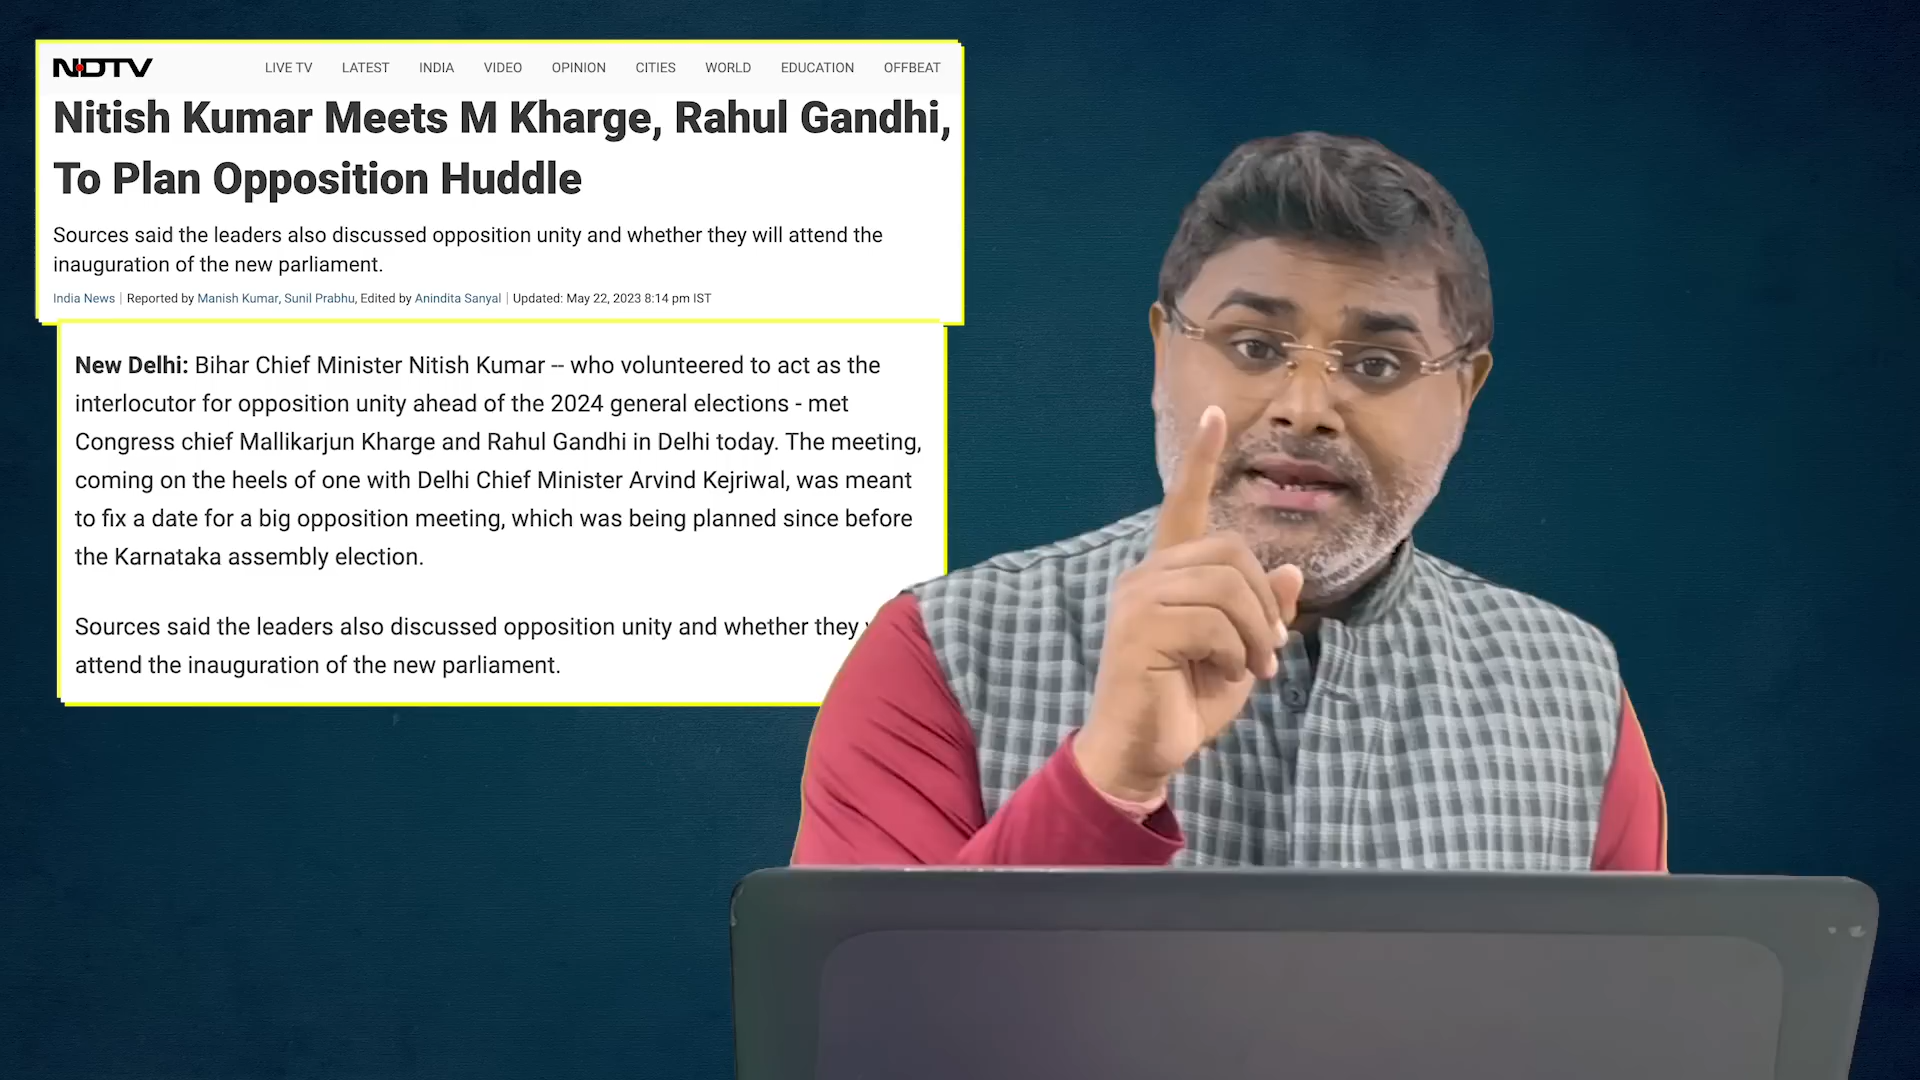 NDTV
LIVE TV LATEST INDIA VIDEO OPINION CITIES WORLD EDUCATION OFFBEAT
Nitish Kumar Meets M Kharge, Rahul Gandhi,
To Plan Opposition Huddle
Sources said the leaders also discussed opposition unity and whether they will attend the
inauguration of the new parliament.
India News | Reported by Manish Kumar, Sunil Prabhu, Edited by Anindita Sanyal | Updated: May 22, 2023 8:14 pm IST
New Delhi: Bihar Chief Minister Nitish Kumar -- who volunteered to act as the
interlocutor for opposition unity ahead of the 2024 general elections - met
Congress chief Mallikarjun Kharge and Rahul Gandhi in Delhi today. The meeting,
coming on the heels of one with Delhi Chief Minister Arvind Kejriwal, was meant
to fix a date for a big opposition meeting, which was being planned since before
the Karnataka assembly election.
Sources said the leaders also discussed opposition unity and whether they
attend the inauguration of the new parliament.